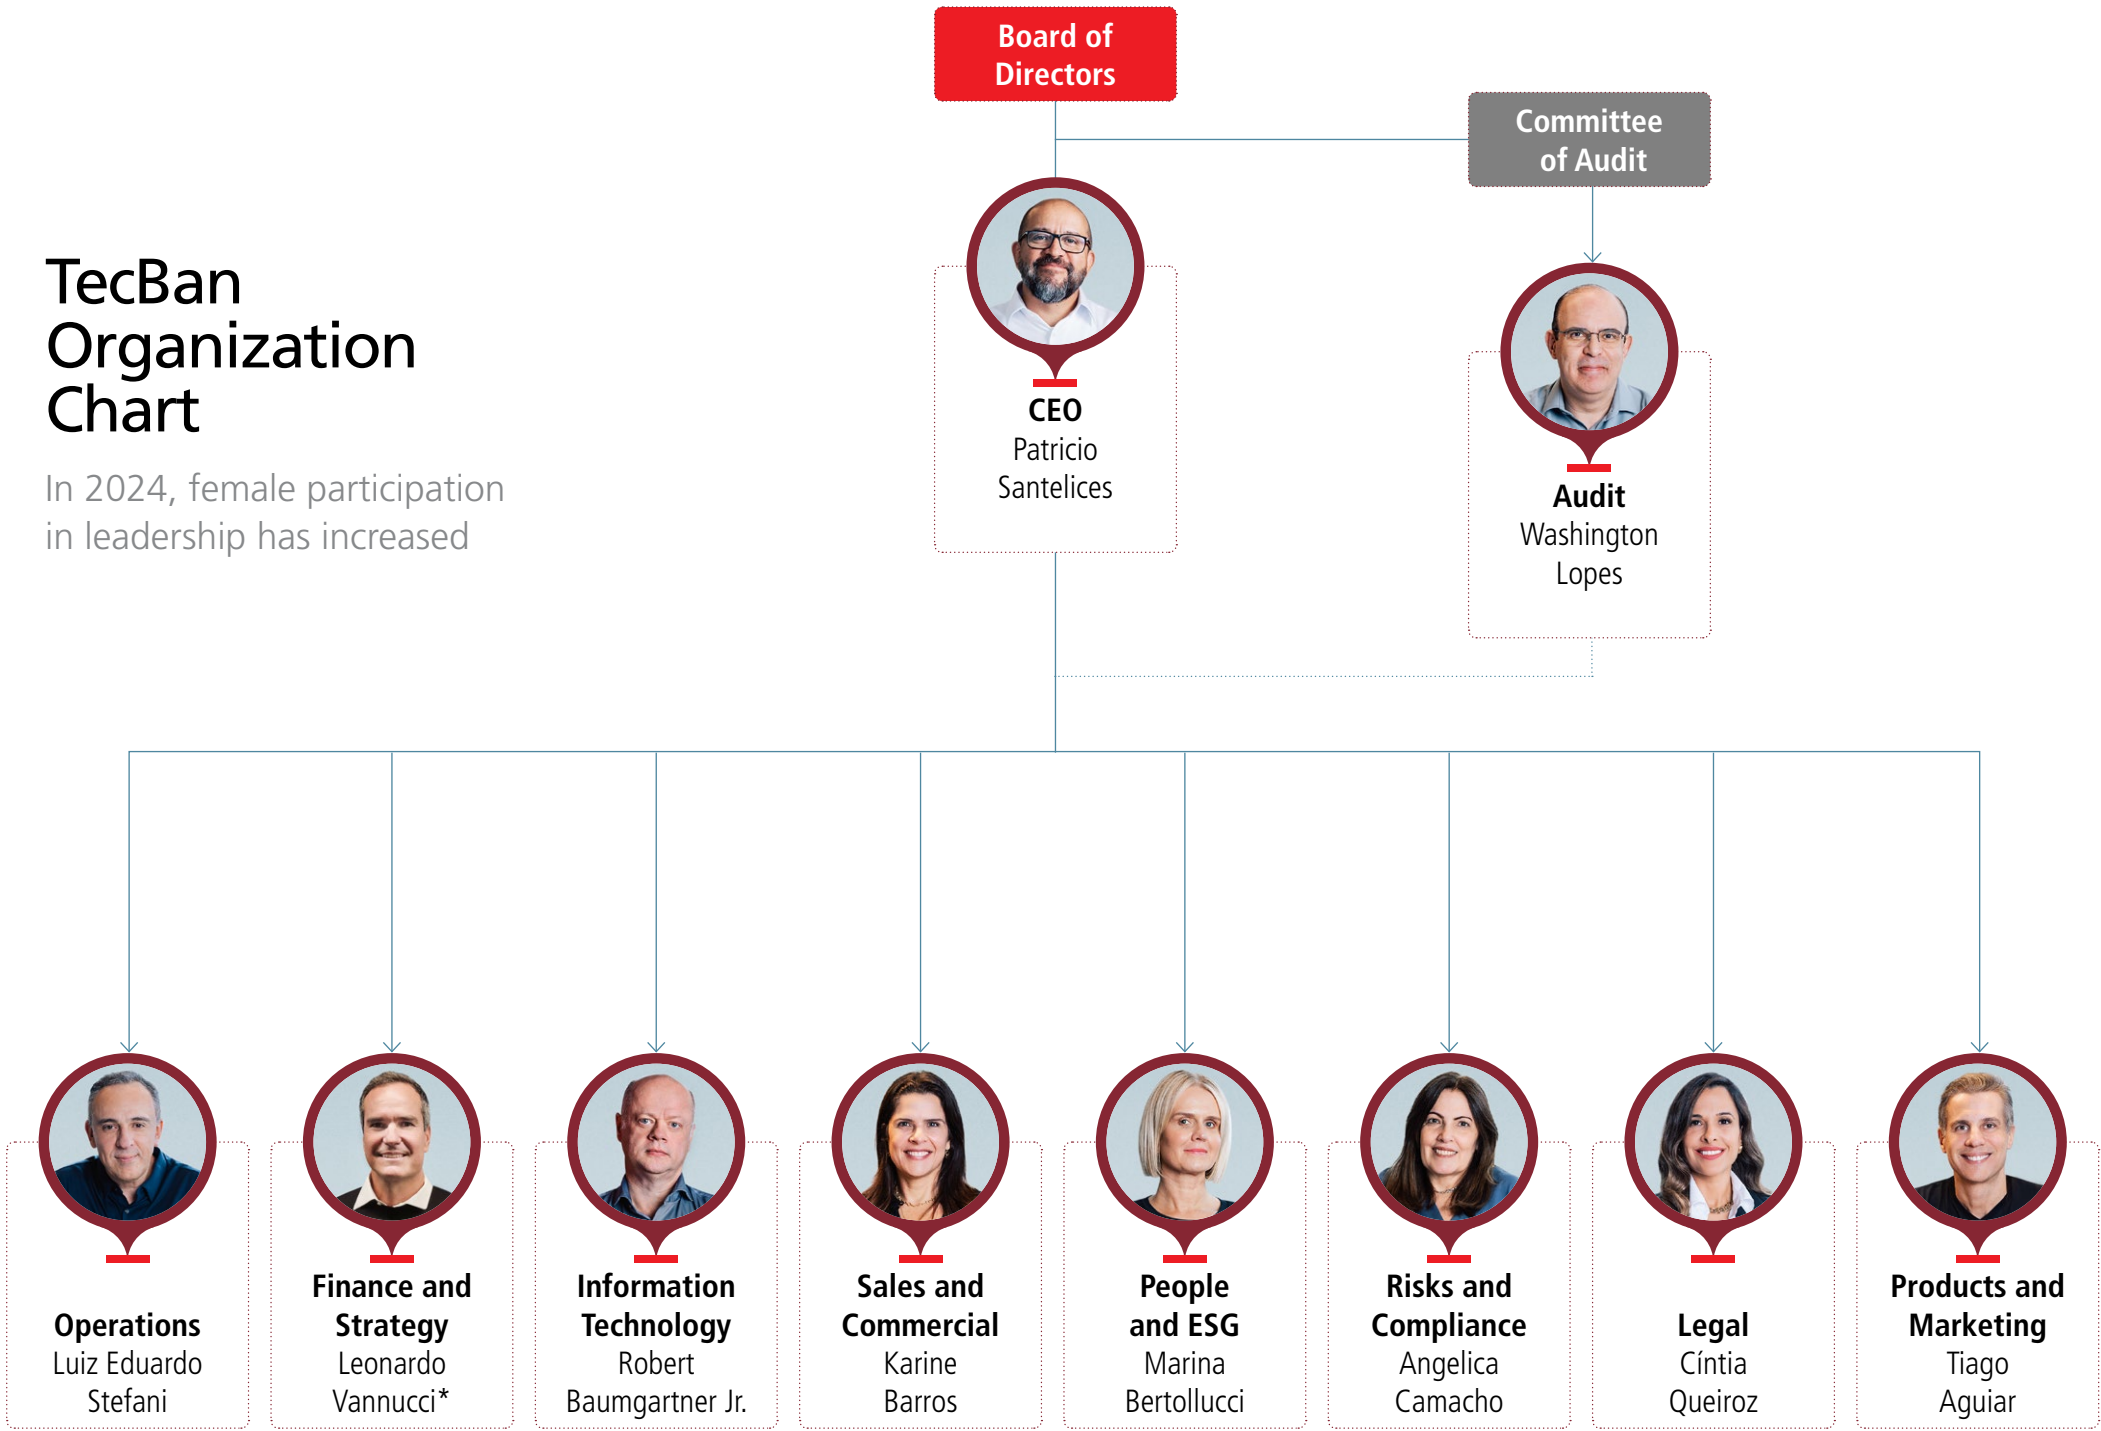 Board of
Directors
Committee
of Audit
TecBan
Organization
Chart
In 2024, female participation
in leadership has increased
CEO
Patricio
Santelices
Audit
Washington
Lopes
Operations
Luiz Eduardo
Stefani
Finance and
Strategy
Leonardo
Vannucci*
Information
Technology
Robert
Baumgartner Jr.
Sales and
Commercial
Karine
Barros
People
and ESG
Marina
Bertollucci
Risks and
Compliance
Angelica
Camacho
Legal
Cíntia
Queiroz
Products and
Marketing
Tiago
Aguiar